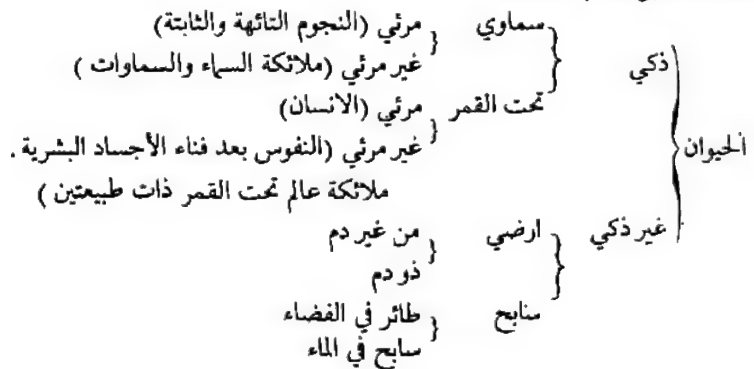 سماوي { مرئي (النجوم التائهة والثابتة)
غير مرئي (ملائكة السماء والسماوات)
ذكي
تحت القمر { مرئي (الانسان)
غير مرئي (النفوس بعد فناء الأجساد البشرية.
الحيوان
ملائكة عالم تحت القمر ذات طبيعتين)
غير ذكي { ارضي { من غير دم
ذو دم
سابح { طائر في الفضاء
سابح في الماء